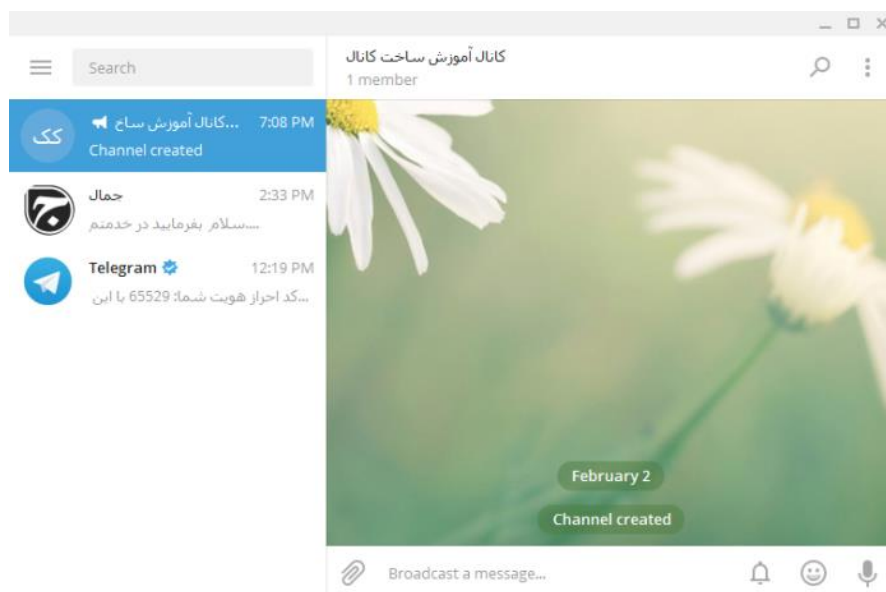 Search
کانال آموزش ساخت کانال
1 member
کک
کانال آموزش ساخ... 7:08 PM
Channel created
ج
جمال 2:33 PM
سلام بفرمایید در خدمتم....
Telegram 12:19 PM
کد احراز هویت شما: 65529 با این...
February 2
Channel created
Broadcast a message...